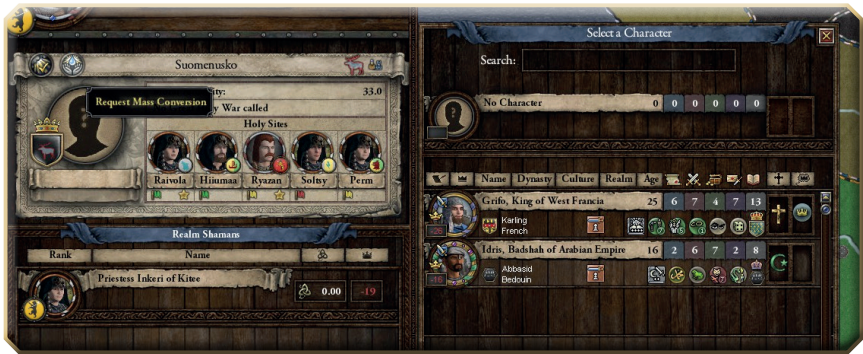 Suomenusko
Request Mass Conversion
ity: 33.0
y War called
Holy Sites
Raivola Hiiumaa Ryazan Soltsy Perm
Realm Shamans
Rank Name
Priestess Inkeri of Kitee 0.00 -19
Select a Character
Search:
No Character 0 0 0 0 0 0
Name Dynasty Culture Realm Age
Grifo, King of West Francia 25 6 7 4 7 13
Karling
French
Idris, Badshah of Arabian Empire 16 2 6 7 2 8
Abbasid
Bedouin